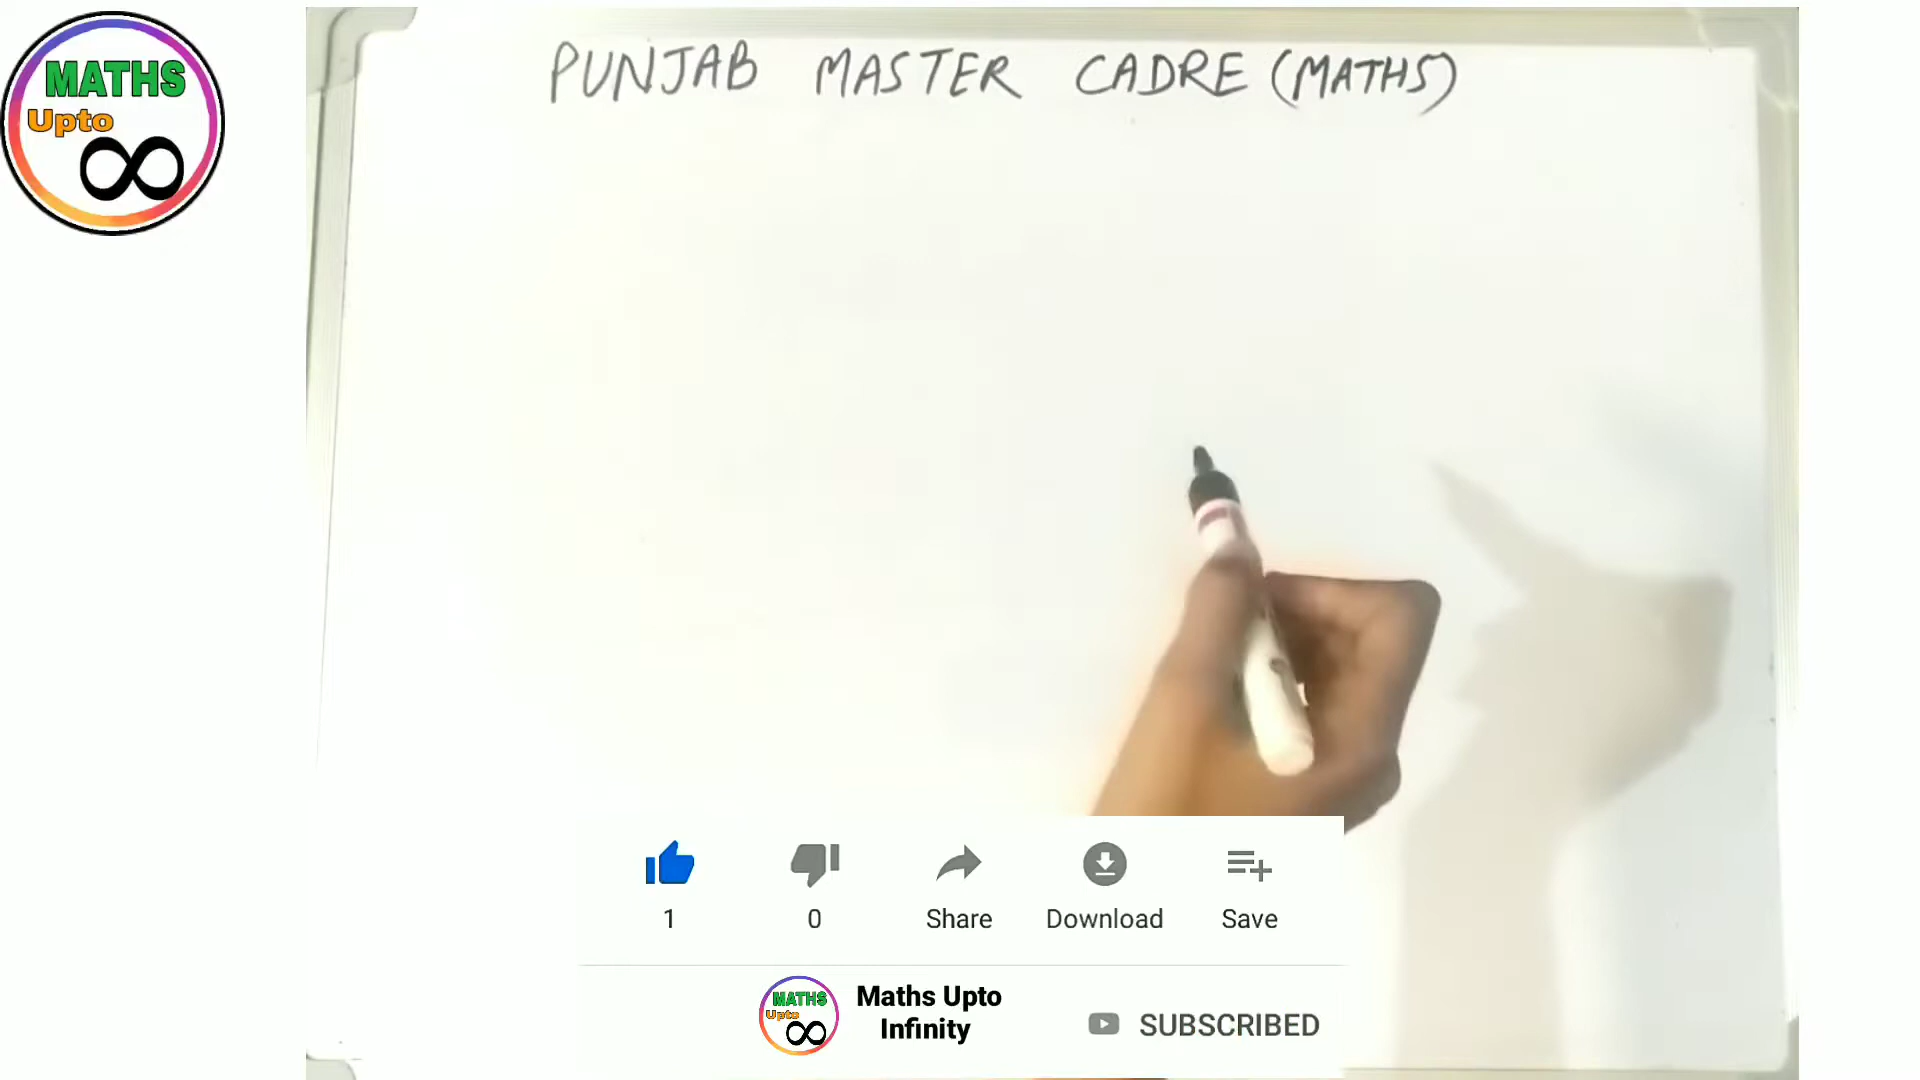 MATHS
Upto
∞
PUNJAB MASTER CADRE (MATHS)
1
0
Share
Download
Save
MATHS
Upto
∞
Maths Upto
Infinity
SUBSCRIBED